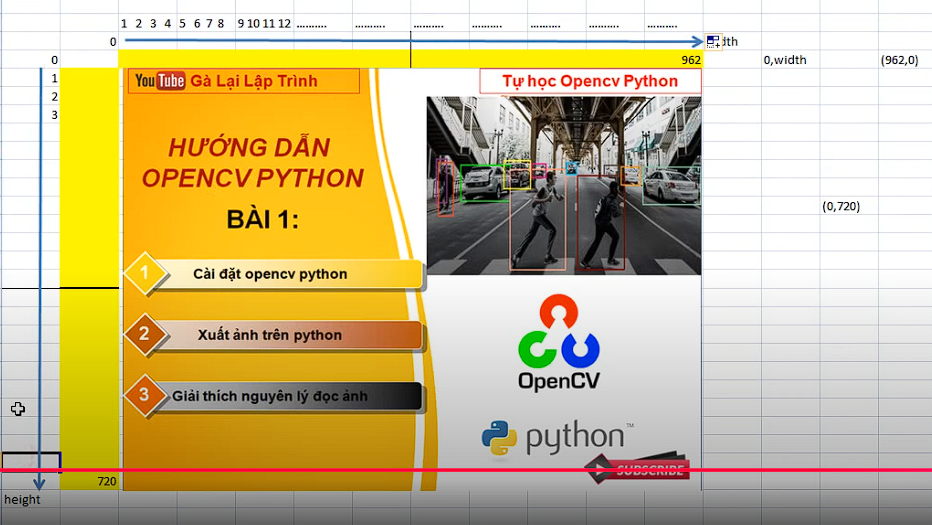 1 2 3 4 5 6 7 8 9 10 11 12 .......... .......... .......... .......... .......... .......... ..........
0 dth
0 962 0,width (962,0)
1
2
3
YouTube Gà Lại Lập Trình
Tự học Opencv Python
HƯỚNG DẪN
OPENCV PYTHON
BÀI 1:
(0,720)
1 Cài đặt opencv python
2 Xuất ảnh trên python
3 Giải thích nguyên lý đọc ảnh
OpenCV
python™
SUBSCRIBE
720
height